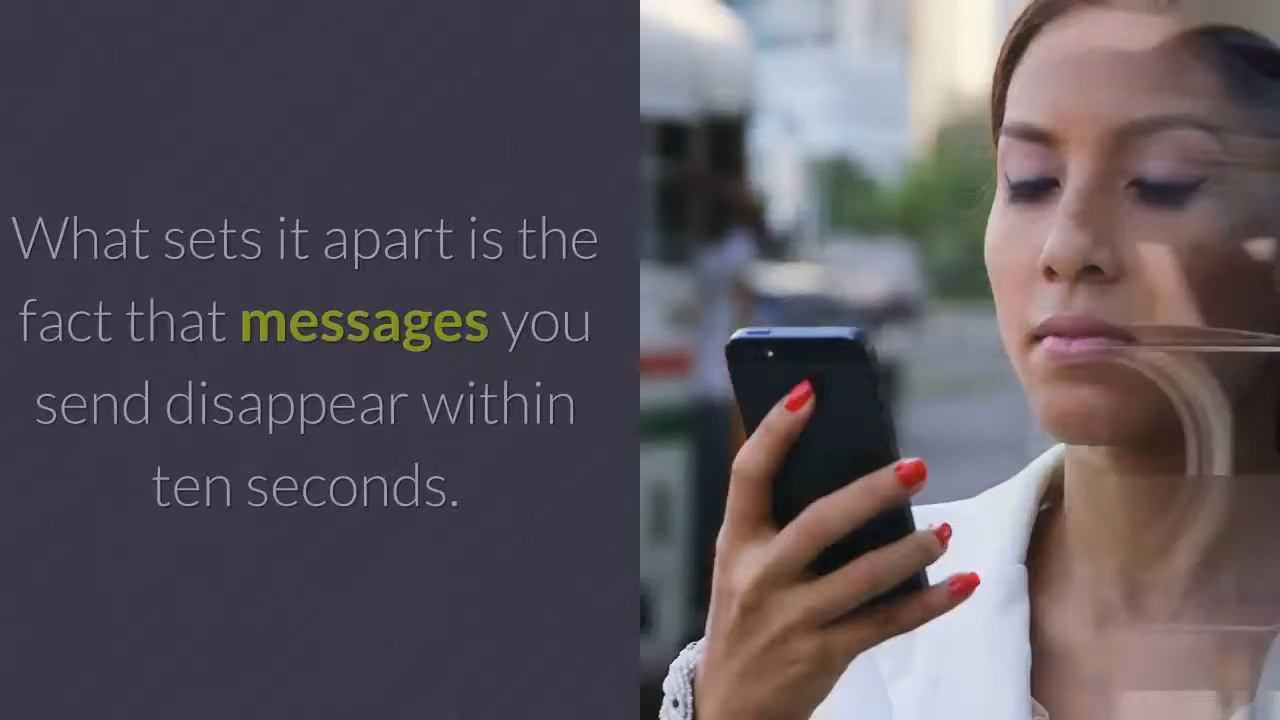 What sets it apart is the
fact that messages you
send disappear within
ten seconds.